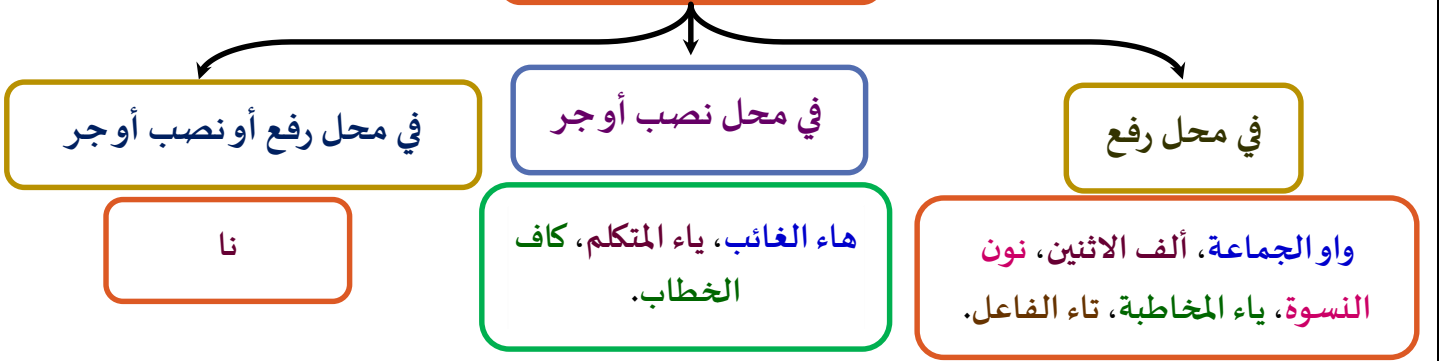 في محل رفع
في محل نصب أو جر
في محل رفع أو نصب أو جر
واو الجماعة، ألف الاثنين، نون
النسوة، ياء المخاطبة، تاء الفاعل.
هاء الغائب، ياء المتكلم، كاف
الخطاب.
نا